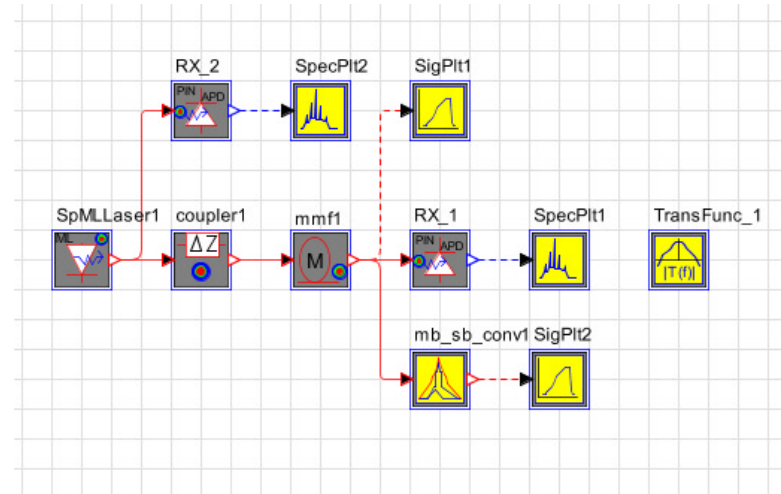 RX_2 SpecPlt2 SigPlt1
PIN APD
SpMLLaser1 coupler1 mmf1 RX_1 SpecPlt1 TransFunc_1
ML ΔZ M PIN APD |T(f)|
mb_sb_conv1 SigPlt2